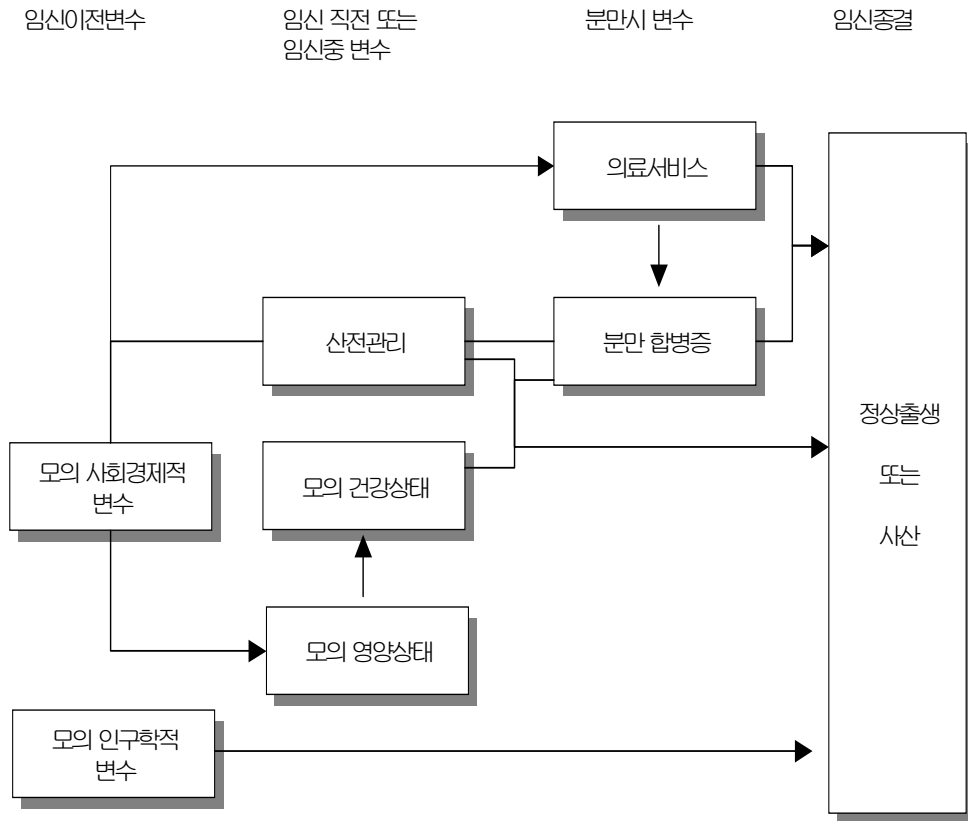 임신이전변수
임신 직전 또는
임신중 변수
분만시 변수
임신종결
의료서비스
산전관리
분만 합병증
정상출생
또는
사산
모의 사회경제적
변수
모의 건강상태
모의 영양상태
모의 인구학적
변수